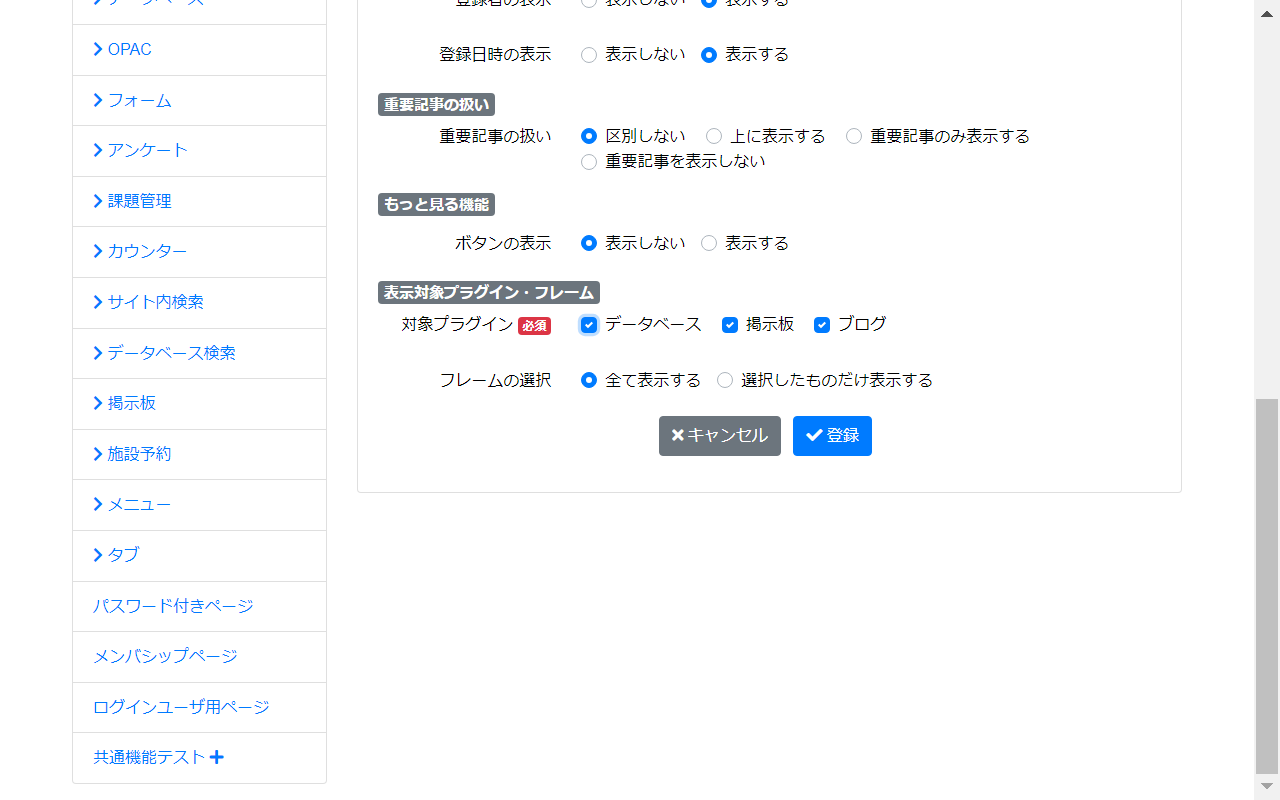 データベース
OPAC
フォーム
アンケート
課題管理
カウンター
サイト内検索
データベース検索
掲示板
施設予約
メニュー
タブ
パスワード付きページ
メンバシップページ
ログインユーザ用ページ
共通機能テスト
登録者の表示 表示しない 表示する
登録日時の表示 表示しない 表示する
重要記事の扱い
重要記事の扱い 区別しない 上に表示する 重要記事のみ表示する
重要記事を表示しない
もっと見る機能
ボタンの表示 表示しない 表示する
表示対象プラグイン・フレーム
対象プラグイン 必須 データベース 掲示板 ブログ
フレームの選択 全て表示する 選択したものだけ表示する
キャンセル 登録